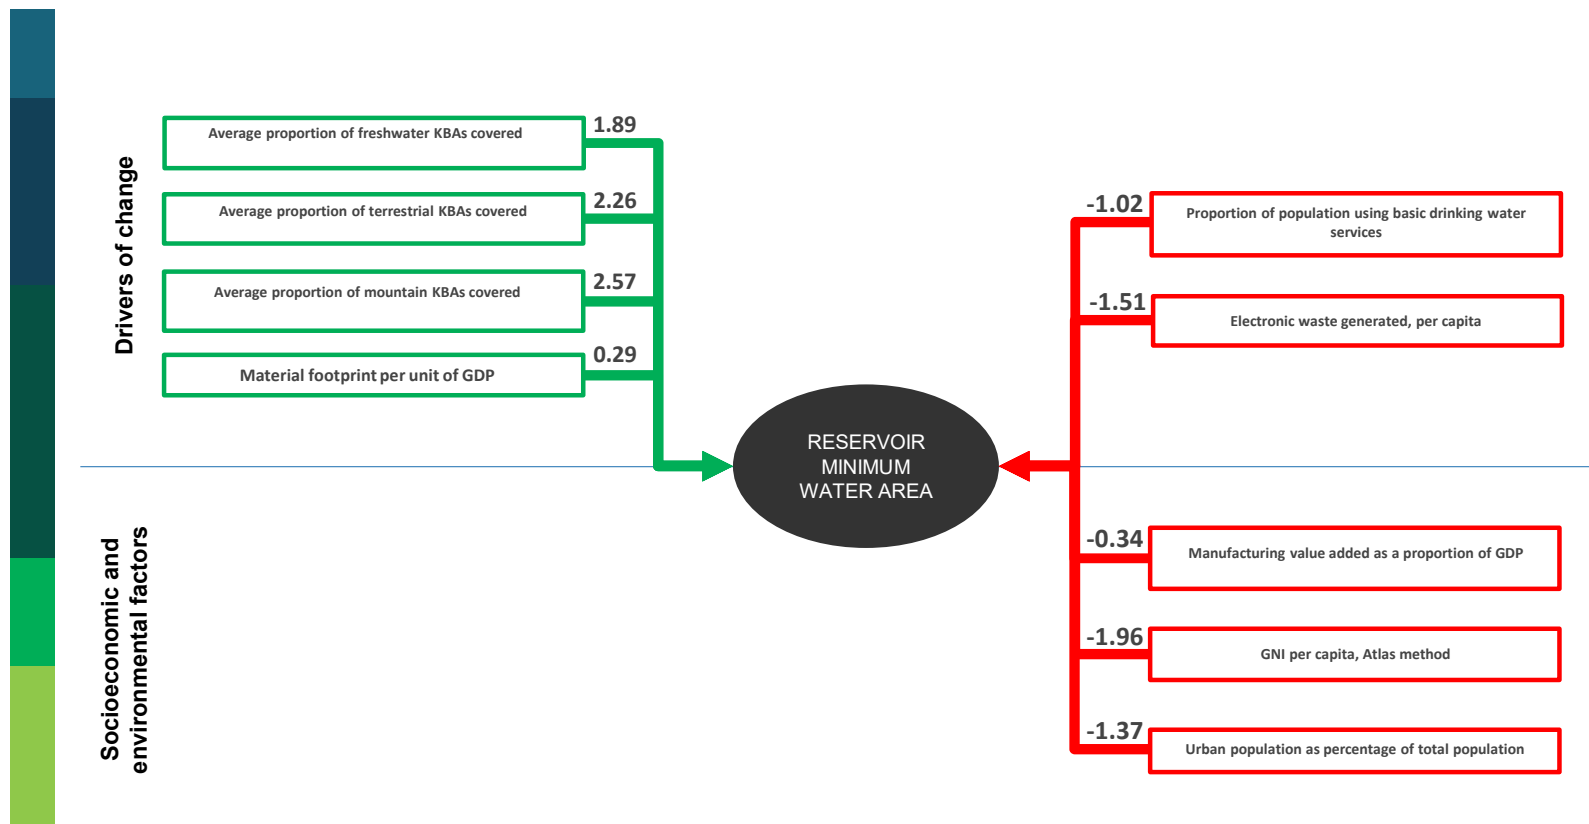 Drivers of change
Average proportion of freshwater KBAs covered
1.89
Average proportion of terrestrial KBAs covered
2.26
Average proportion of mountain KBAs covered
2.57
Material footprint per unit of GDP
0.29
-1.02
Proportion of population using basic drinking water
services
-1.51
Electronic waste generated, per capita
RESERVOIR
MINIMUM
WATER AREA
Socioeconomic and
environmental factors
-0.34
Manufacturing value added as a proportion of GDP
-1.96
GNI per capita, Atlas method
-1.37
Urban population as percentage of total population